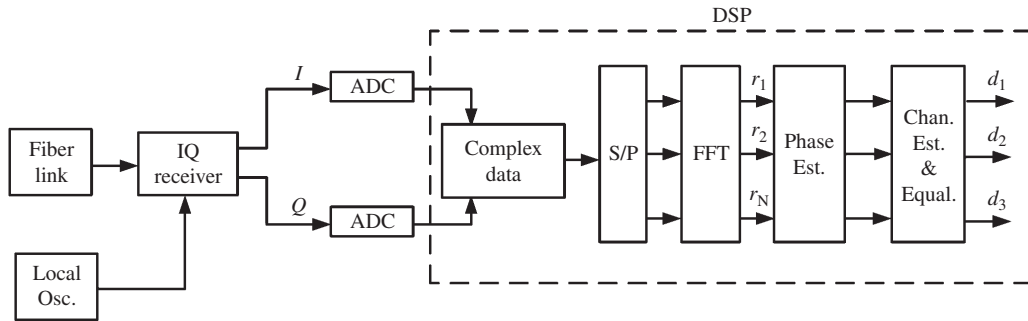 DSP
I
ADC
Fiber
link
IQ
receiver
Q
ADC
Local
Osc.
Complex
data
S/P
FFT
r1
r2
rN
Phase
Est.
Chan.
Est.
&
Equal.
d1
d2
d3